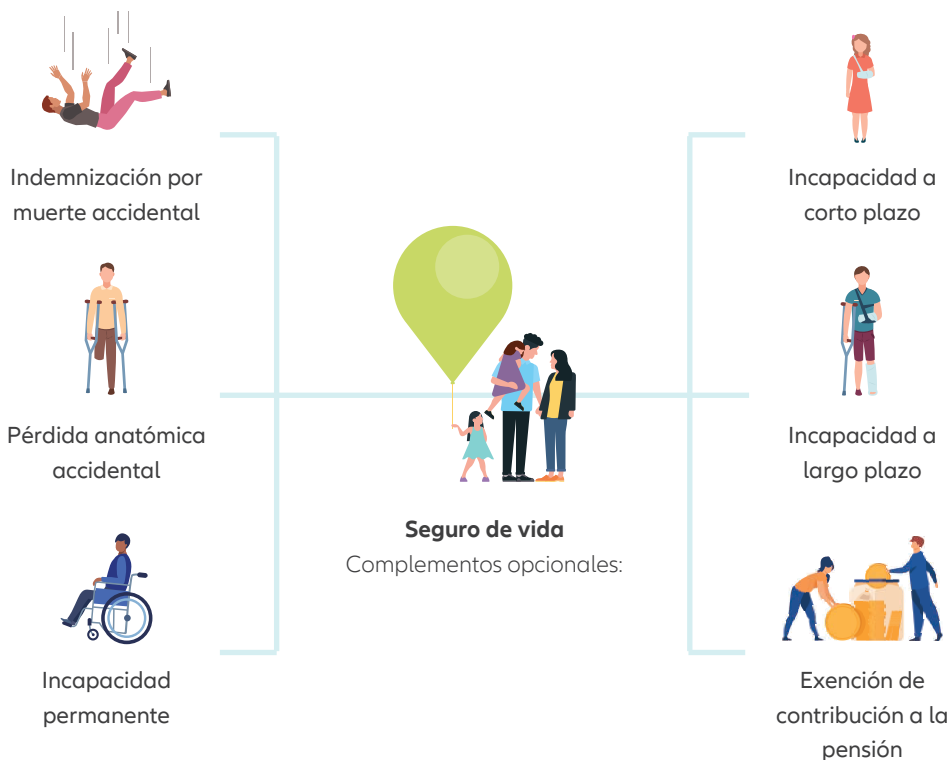 Indemnización por
muerte accidental
Pérdida anatómica
accidental
Incapacidad
permanente
Seguro de vida
Complementos opcionales:
Incapacidad a
corto plazo
Incapacidad a
largo plazo
Exención de
contribución a la
pensión